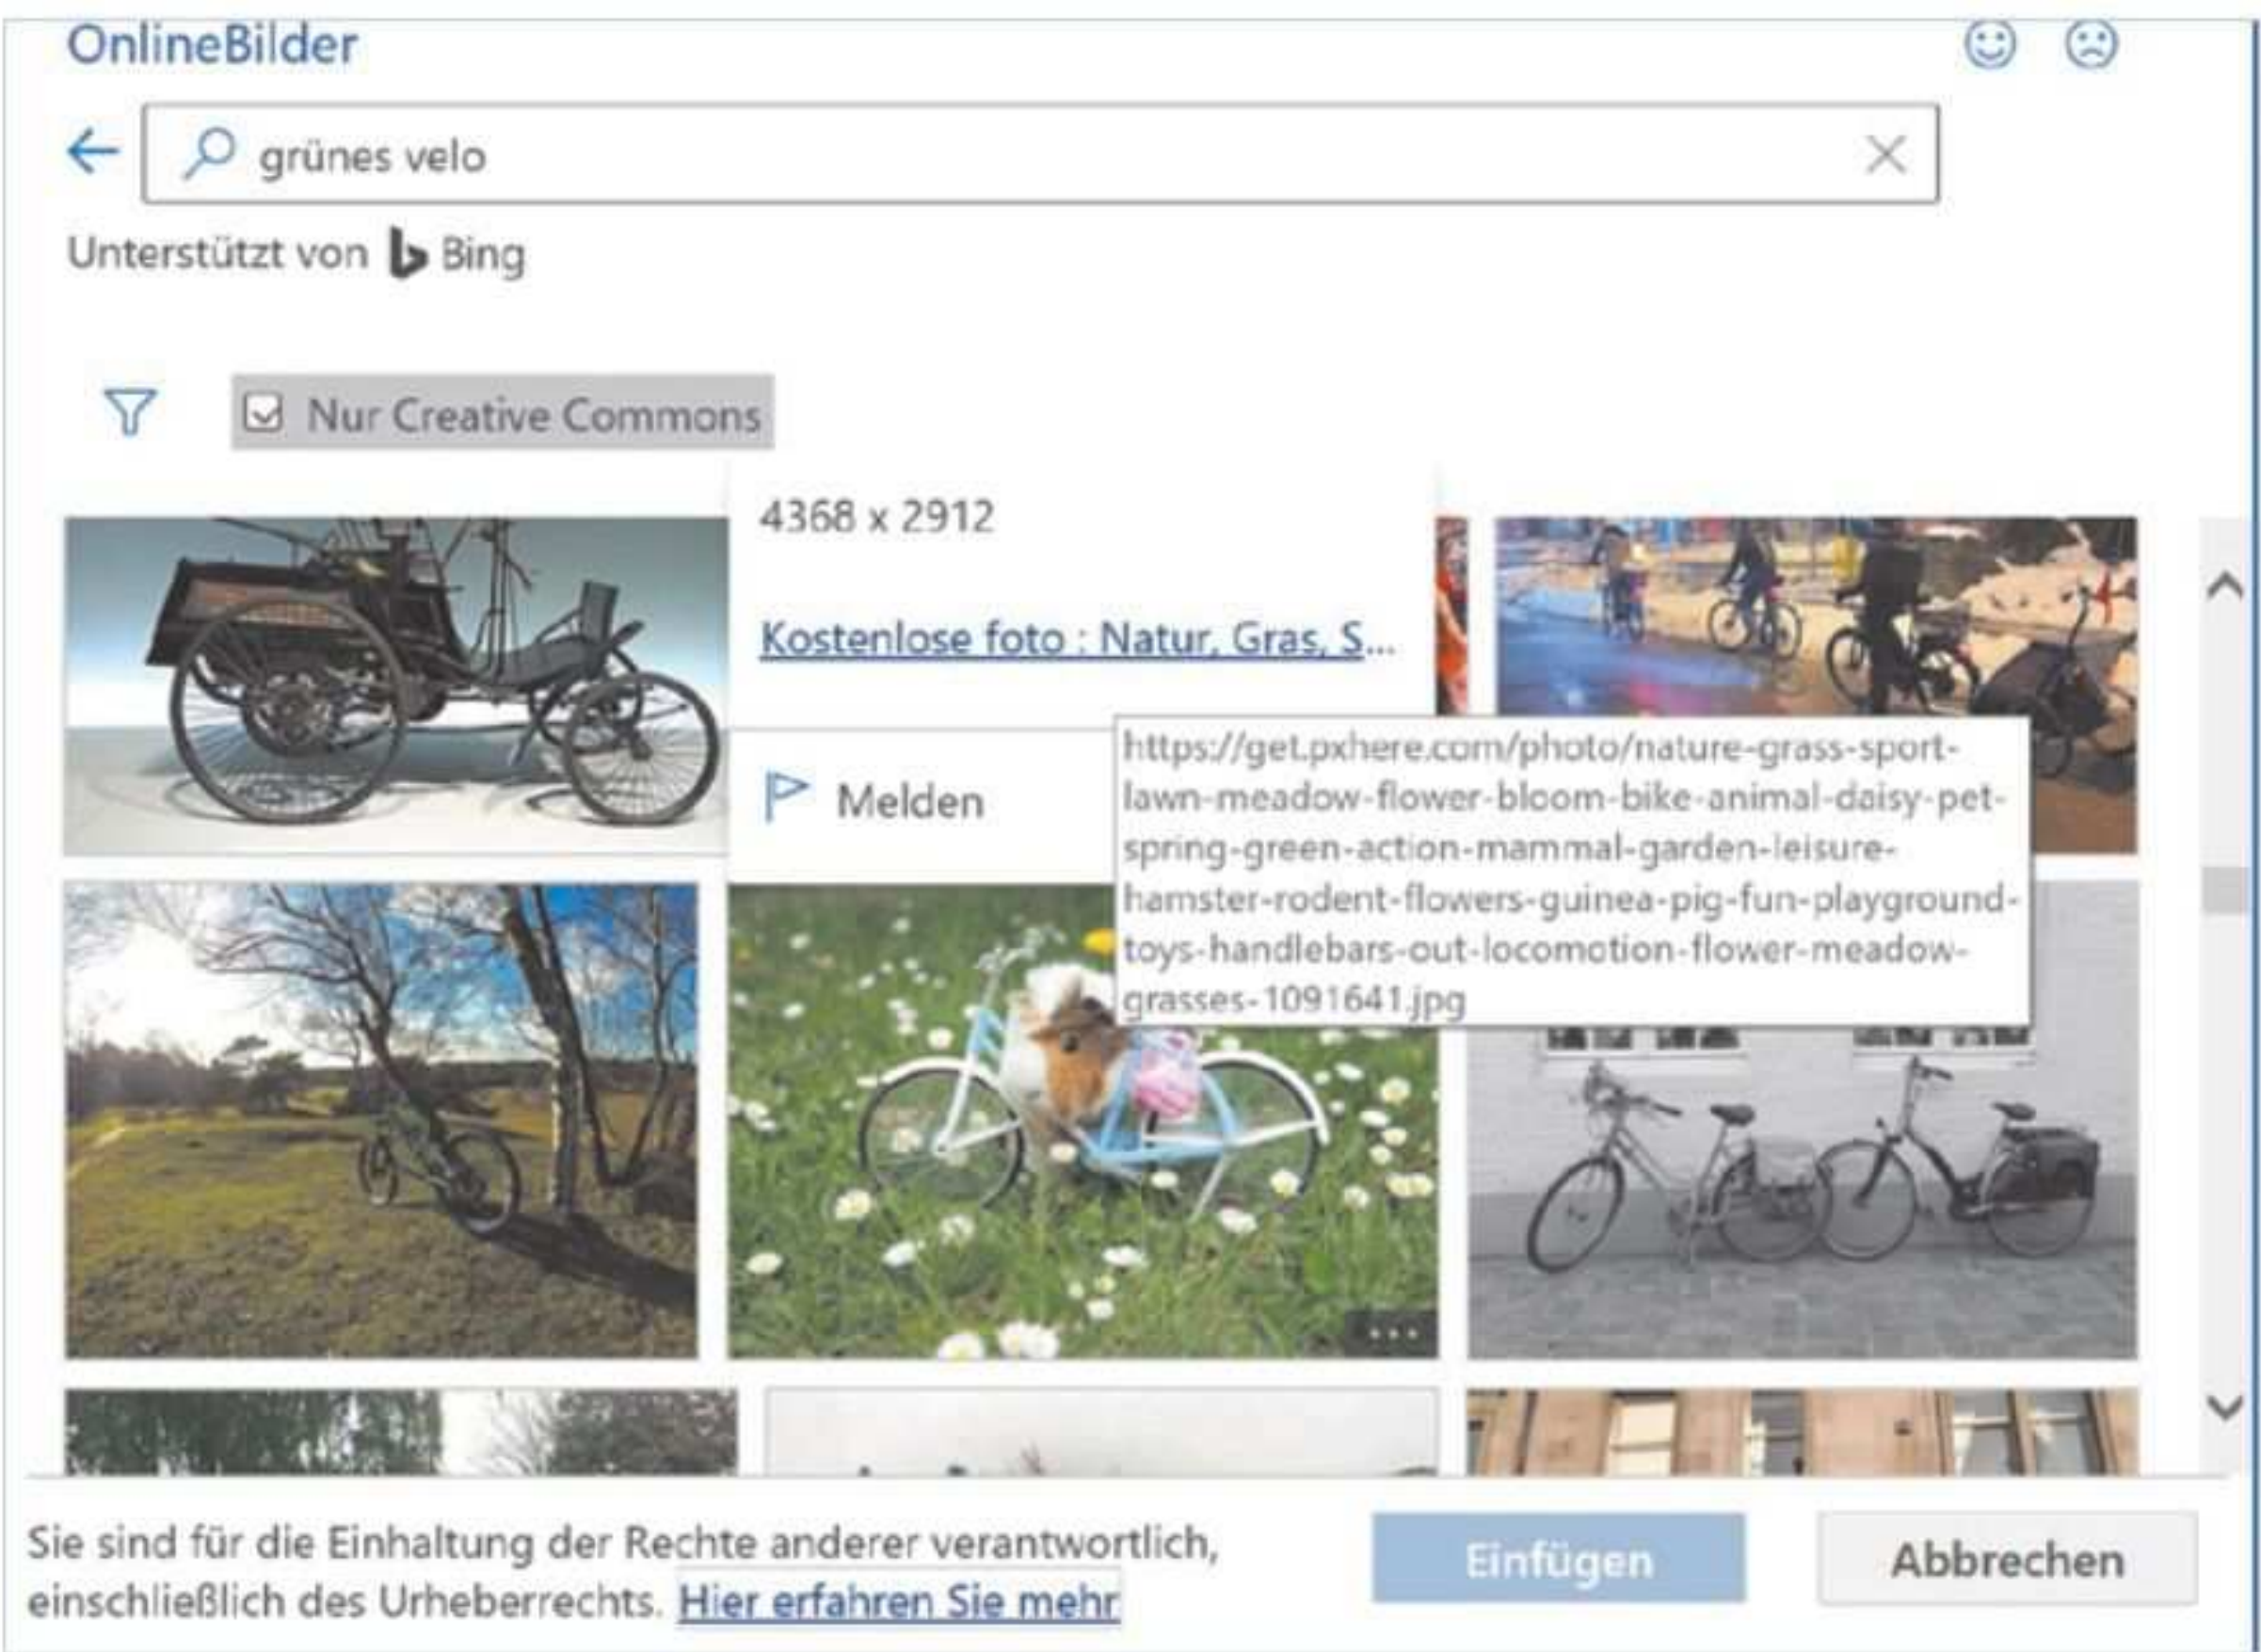 OnlineBilder
grünes velo
Unterstützt von Bing
Nur Creative Commons
4368 x 2912
Kostenlose foto : Natur, Gras, S...
Melden
https://get.pxhere.com/photo/nature-grass-sport-
lawn-meadow-flower-bloom-bike-animal-daisy-pet-
spring-green-action-mammal-garden-leisure-
hamster-rodent-flowers-guinea-pig-fun-playground-
toys-handlebars-out-locomotion-flower-meadow-
grasses-1091641.jpg
Sie sind für die Einhaltung der Rechte anderer verantwortlich,
einschließlich des Urheberrechts. Hier erfahren Sie mehr
Einfügen
Abbrechen